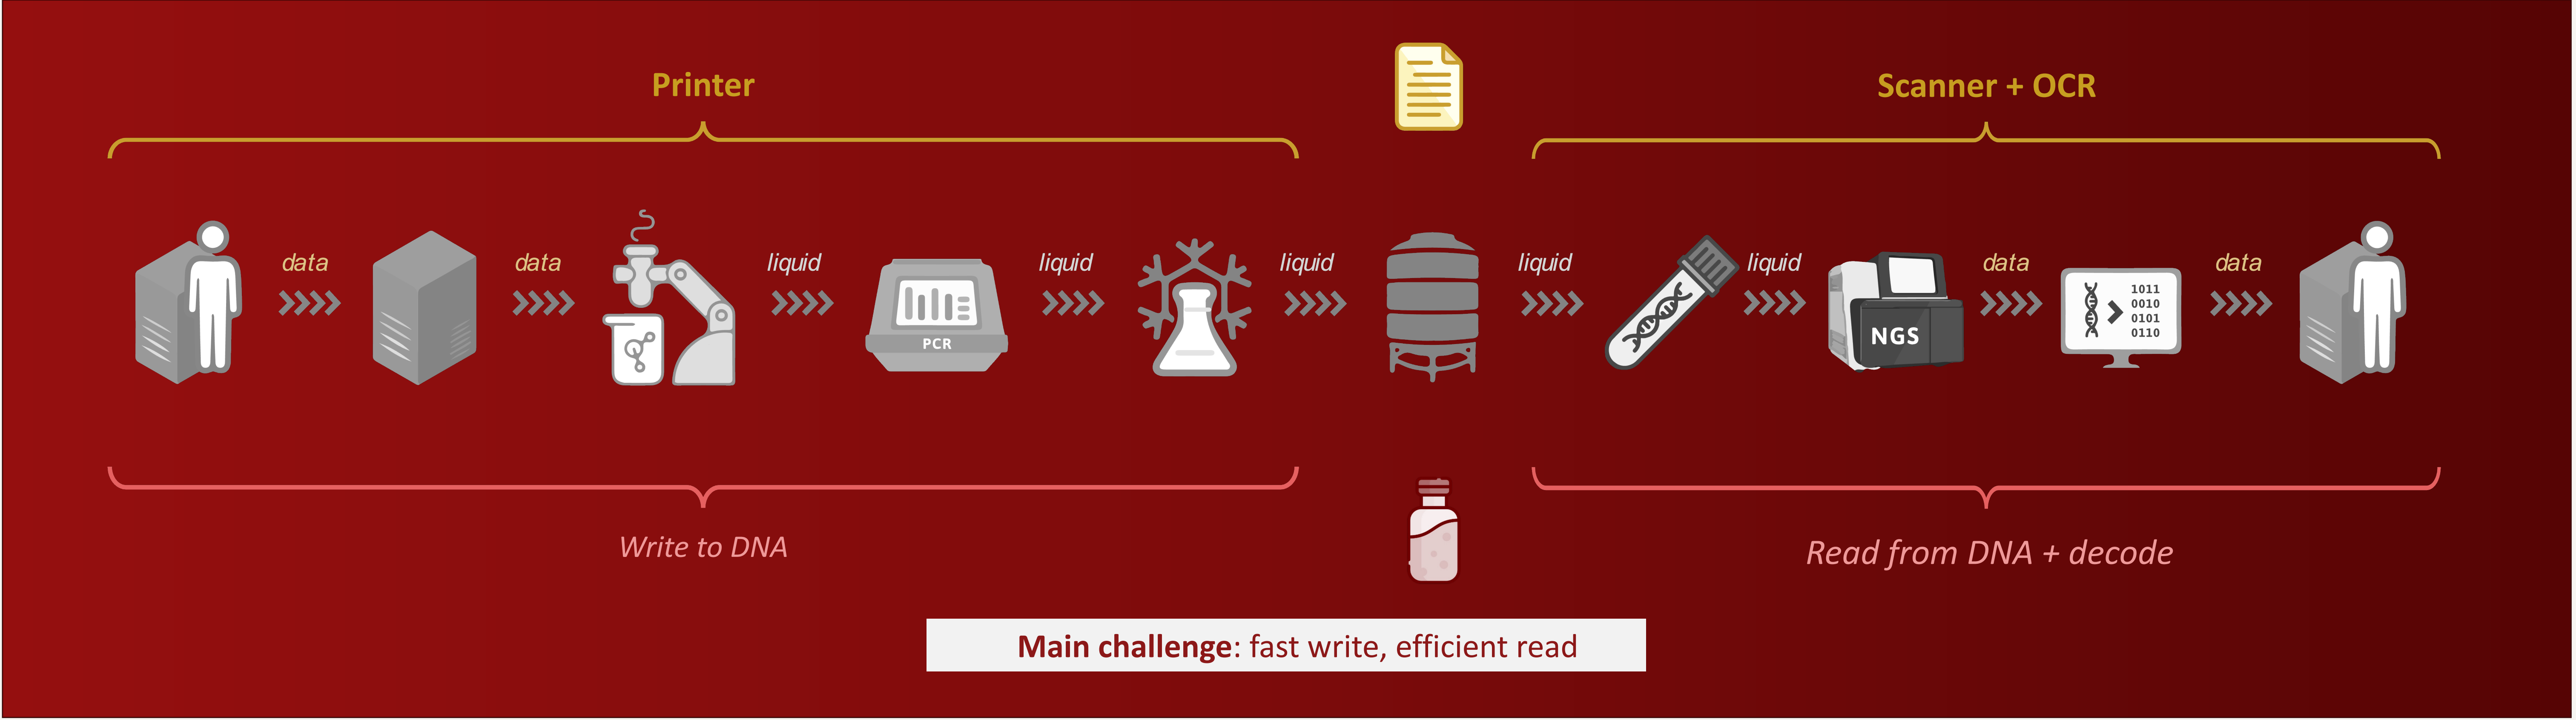 Printer
Scanner + OCR
data
data
liquid
liquid
liquid
liquid
liquid
data
data
PCR
NGS
1011
0010
0101
0110
Write to DNA
Read from DNA + decode
Main challenge: fast write, efficient read